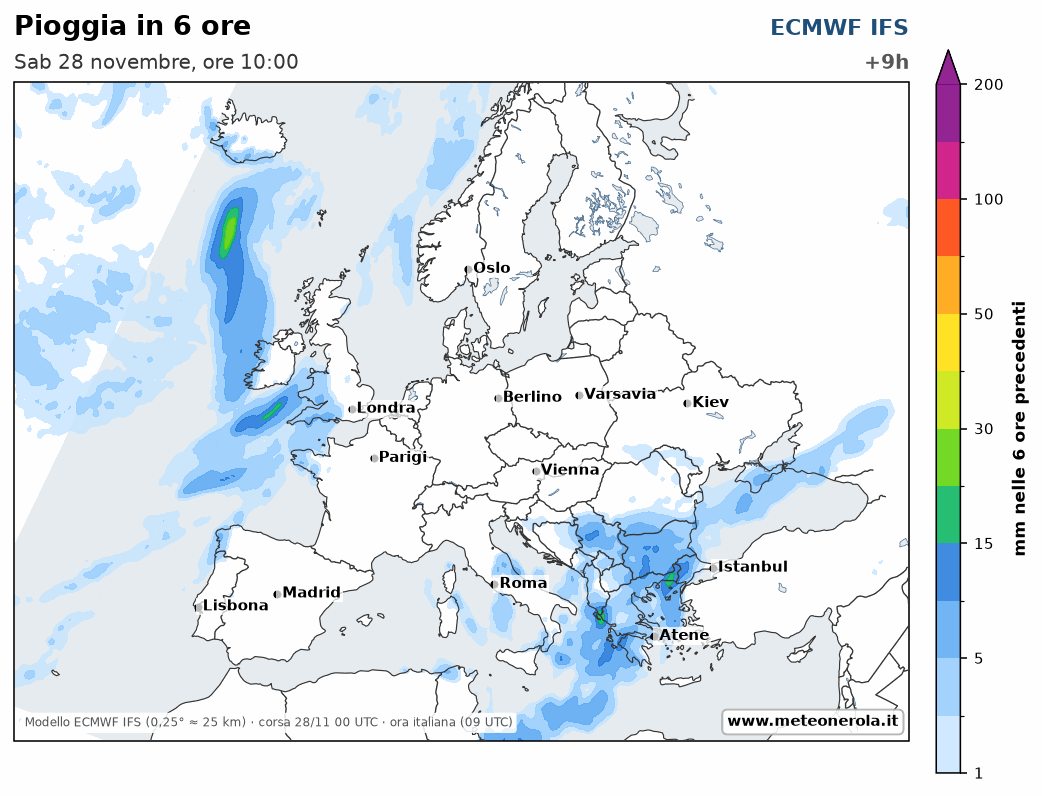 Pioggia in 6 ore
ECMWF IFS
Sab 28 novembre, ore 10:00
+9h
200
100
50
30
15
5
1
mm nelle 6 ore precedenti
Oslo
Berlino
Varsavia
Kiev
Londra
Parigi
Vienna
Istanbul
Roma
Madrid
Lisbona
Atene
Modello ECMWF IFS (0,25° ≈ 25 km) · corsa 28/11 00 UTC · ora italiana (09 UTC)
www.meteonerola.it